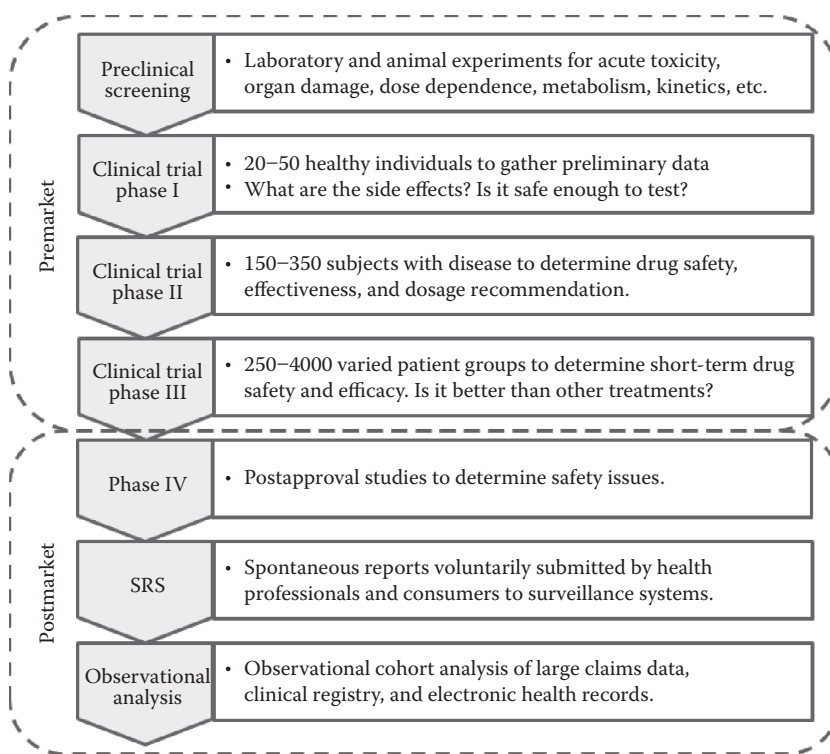 Premarket
Preclinical
screening
• Laboratory and animal experiments for acute toxicity,
organ damage, dose dependence, metabolism, kinetics, etc.
Clinical trial
phase I
• 20–50 healthy individuals to gather preliminary data
• What are the side effects? Is it safe enough to test?
Clinical trial
phase II
• 150–350 subjects with disease to determine drug safety,
effectiveness, and dosage recommendation.
Clinical trial
phase III
• 250–4000 varied patient groups to determine short-term drug
safety and efficacy. Is it better than other treatments?
Postmarket
Phase IV
• Postapproval studies to determine safety issues.
SRS
• Spontaneous reports voluntarily submitted by health
professionals and consumers to surveillance systems.
Observational
analysis
• Observational cohort analysis of large claims data,
clinical registry, and electronic health records.